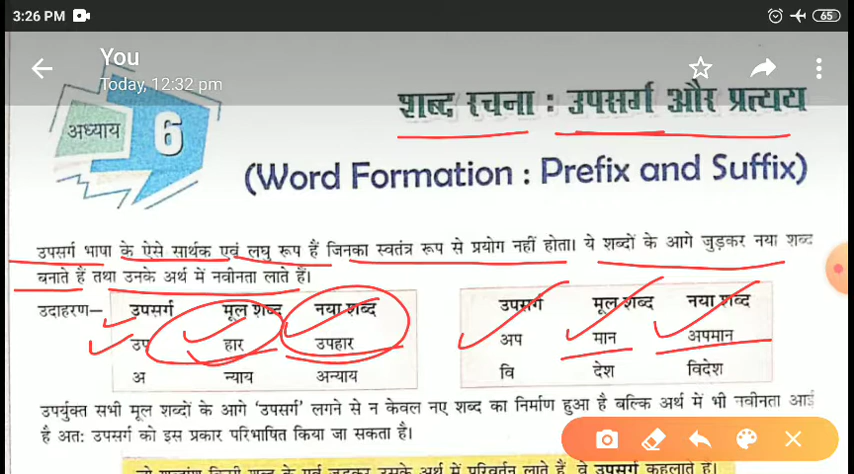 3:26 PM 65
You
Today, 12:32 pm
शब्द रचना : उपसर्ग और प्रत्यय
अध्याय 6
(Word Formation : Prefix and Suffix)
उपसर्ग भाषा के ऐसे सार्थक एवं लघु रूप हैं जिनका स्वतंत्र रूप से प्रयोग नहीं होता। ये शब्दों के आगे जुड़कर नया शब्द
बनाते हैं तथा उनके अर्थ में नवीनता लाते हैं।
उदाहरण– उपसर्ग मूल शब्द नया शब्द उपसर्ग मूल शब्द नया शब्द
उप हार उपहार अप मान अपमान
अ न्याय अन्याय वि देश विदेश
उपर्युक्त सभी मूल शब्दों के आगे 'उपसर्ग' लगने से न केवल नए शब्द का निर्माण हुआ है बल्कि अर्थ में भी नवीनता आई
है अतः उपसर्ग को इस प्रकार परिभाषित किया जा सकता है।
जो शब्दांश किसी शब्द के पूर्व जुड़कर उसके अर्थ में परिवर्तन लाते हैं, वे उपसर्ग कहलाते हैं।